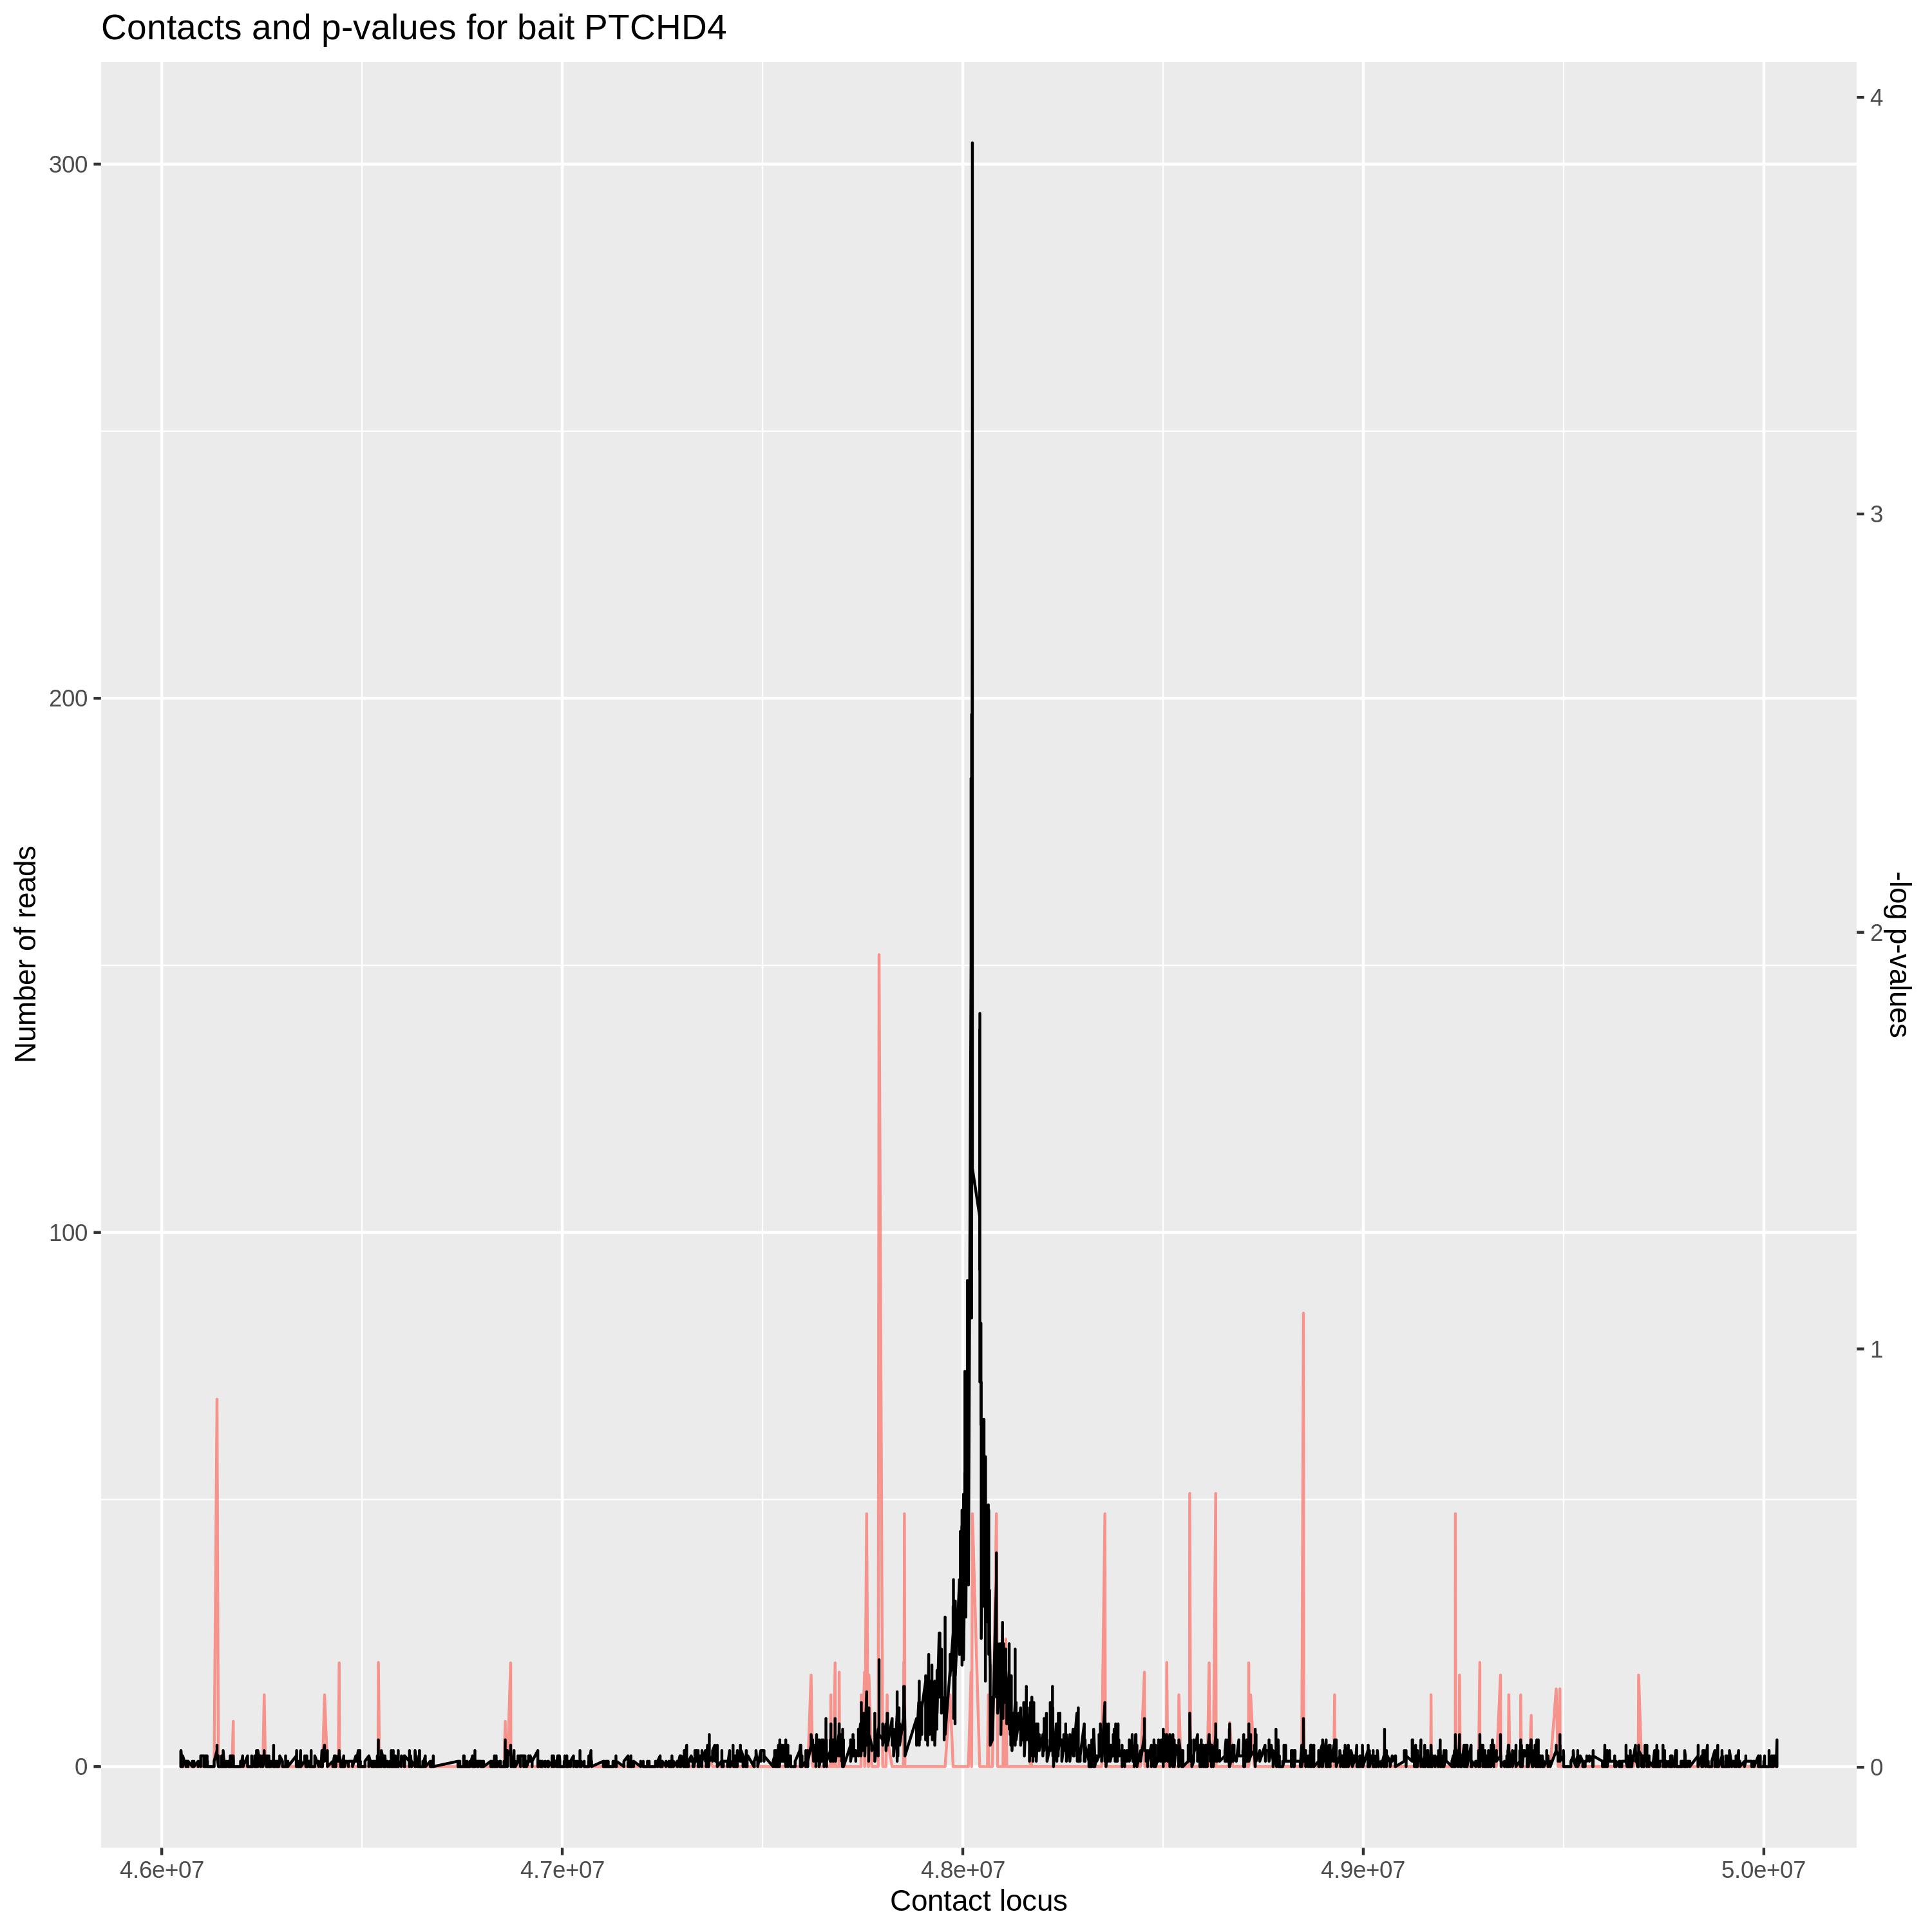 Contacts and p-values for bait PTCHD4
Number of reads
300
200
100
0
4
3
2
1
0
-log p-values
4.6e+07
4.7e+07
4.8e+07
4.9e+07
5.0e+07
Contact locus